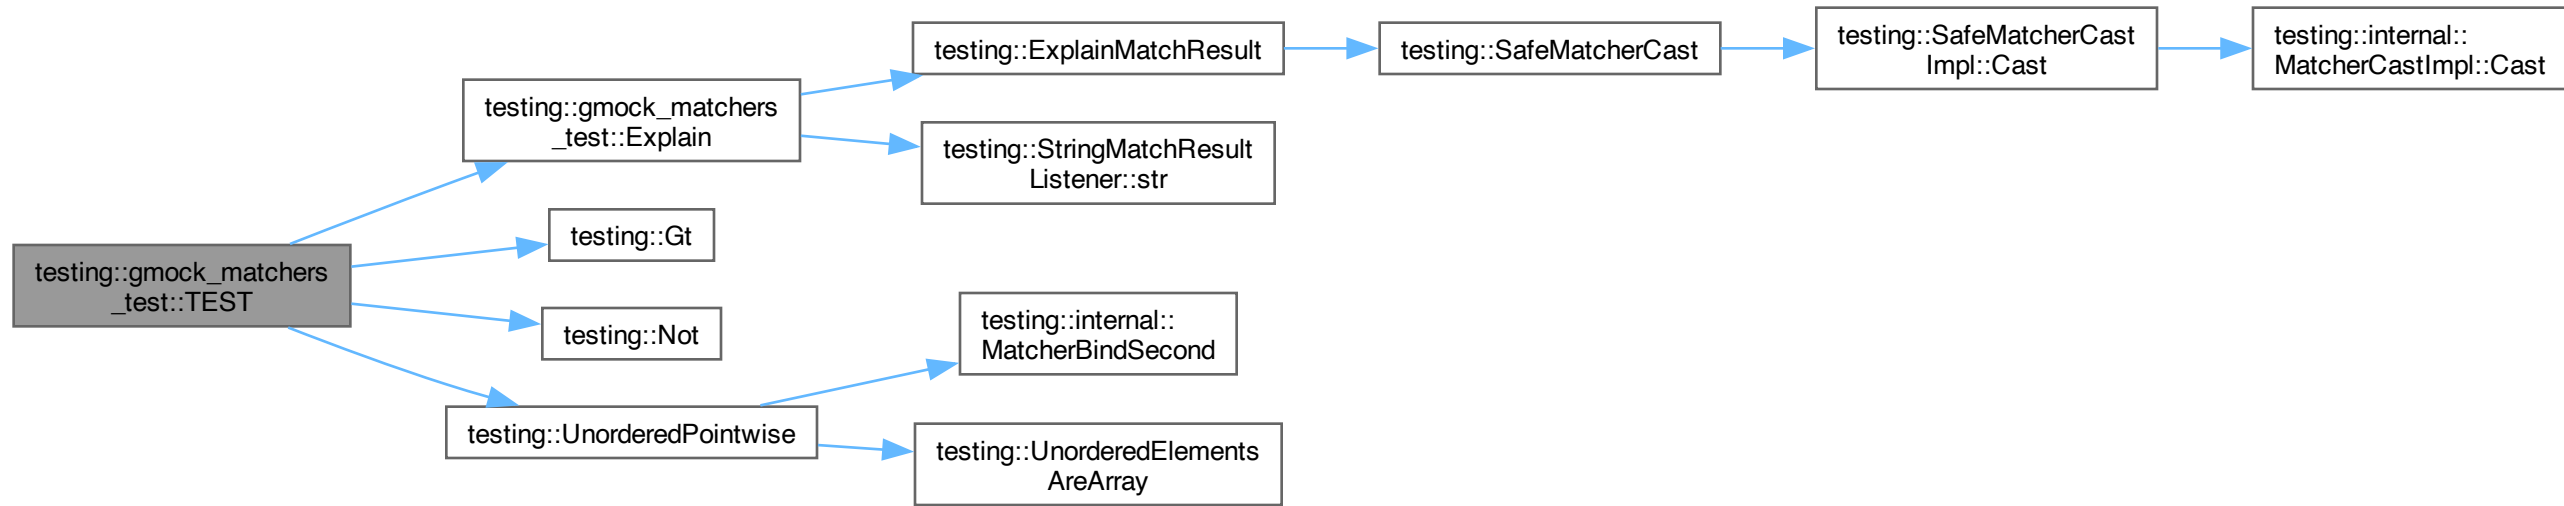 testing::gmock_matchers
_test::TEST
testing::gmock_matchers
_test::Explain
testing::ExplainMatchResult
testing::SafeMatcherCast
testing::SafeMatcherCast
Impl::Cast
testing::internal::
MatcherCastImpl::Cast
testing::StringMatchResult
Listener::str
testing::Gt
testing::Not
testing::UnorderedPointwise
testing::internal::
MatcherBindSecond
testing::UnorderedElements
AreArray